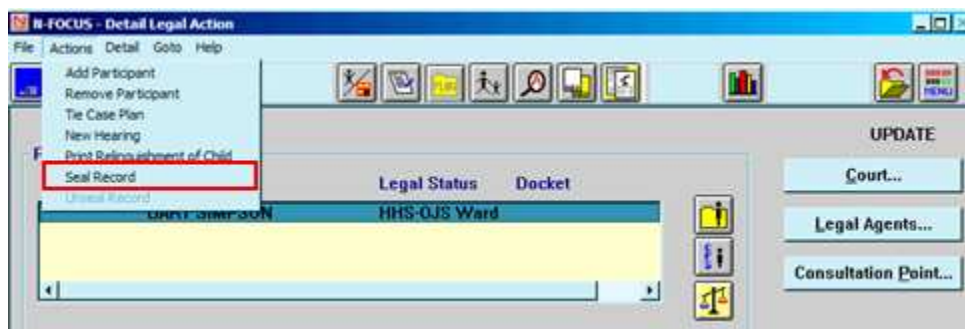 N-FOCUS - Detail Legal Action
File Actions Detail Goto Help
Add Participant
Remove Participant
Tie Case Plan
New Hearing
Print Relinquishment of Child
Seal Record
Unseal Record
MENU
UPDATE
Legal Status Docket
BART SIMPSON HHS-OJS Ward
Court...
Legal Agents...
Consultation Point...